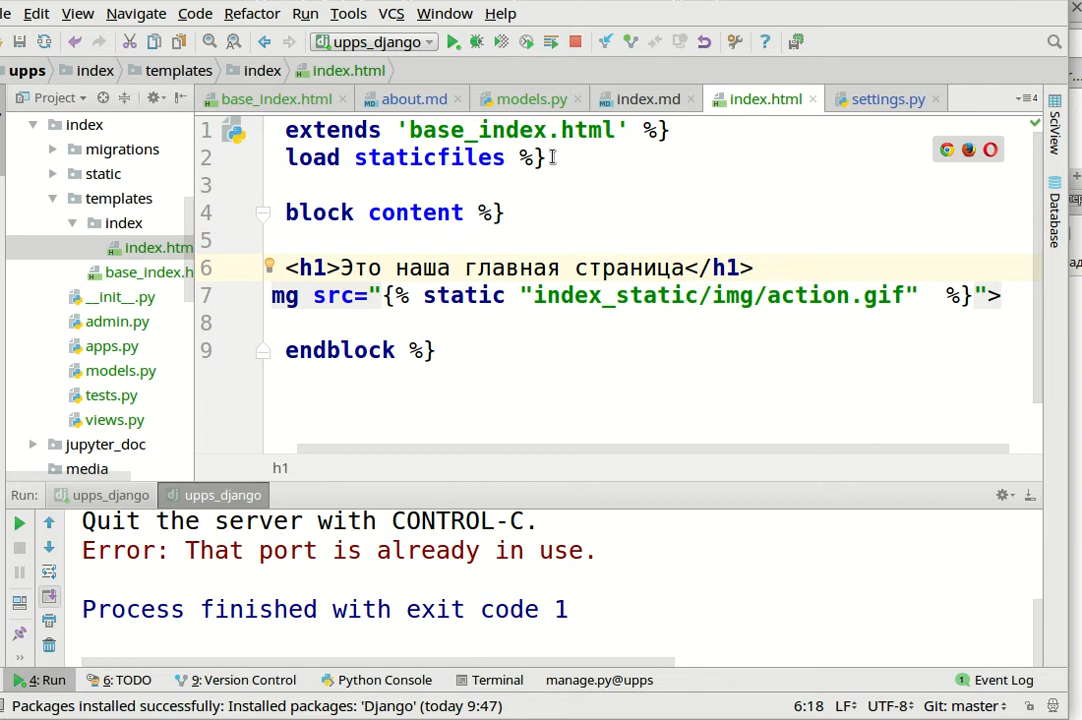 le Edit View Navigate Code Refactor Run Tools VCS Window Help
upps_django
upps index templates index index.html
Project base_index.html about.md models.py index.md index.html settings.py 4
index
migrations
static
templates
index
index.htm
base_index.h
__init__.py
admin.py
apps.py
models.py
tests.py
views.py
jupyter_doc
media
1 extends 'base_index.html' %}
2 load staticfiles %}
3
4 block content %}
5
6 <h1>Это наша главная страница</h1>
7 mg src="{% static "index_static/img/action.gif" %}">
8
9 endblock %}
h1
SciView
Database
Run: upps_django upps_django
Quit the server with CONTROL-C.
Error: That port is already in use.
Process finished with exit code 1
4: Run 6: TODO 9: Version Control Python Console Terminal manage.py@upps 1 Event Log
Packages installed successfully: Installed packages: 'Django' (today 9:47) 6:18 LF UTF-8 Git: master